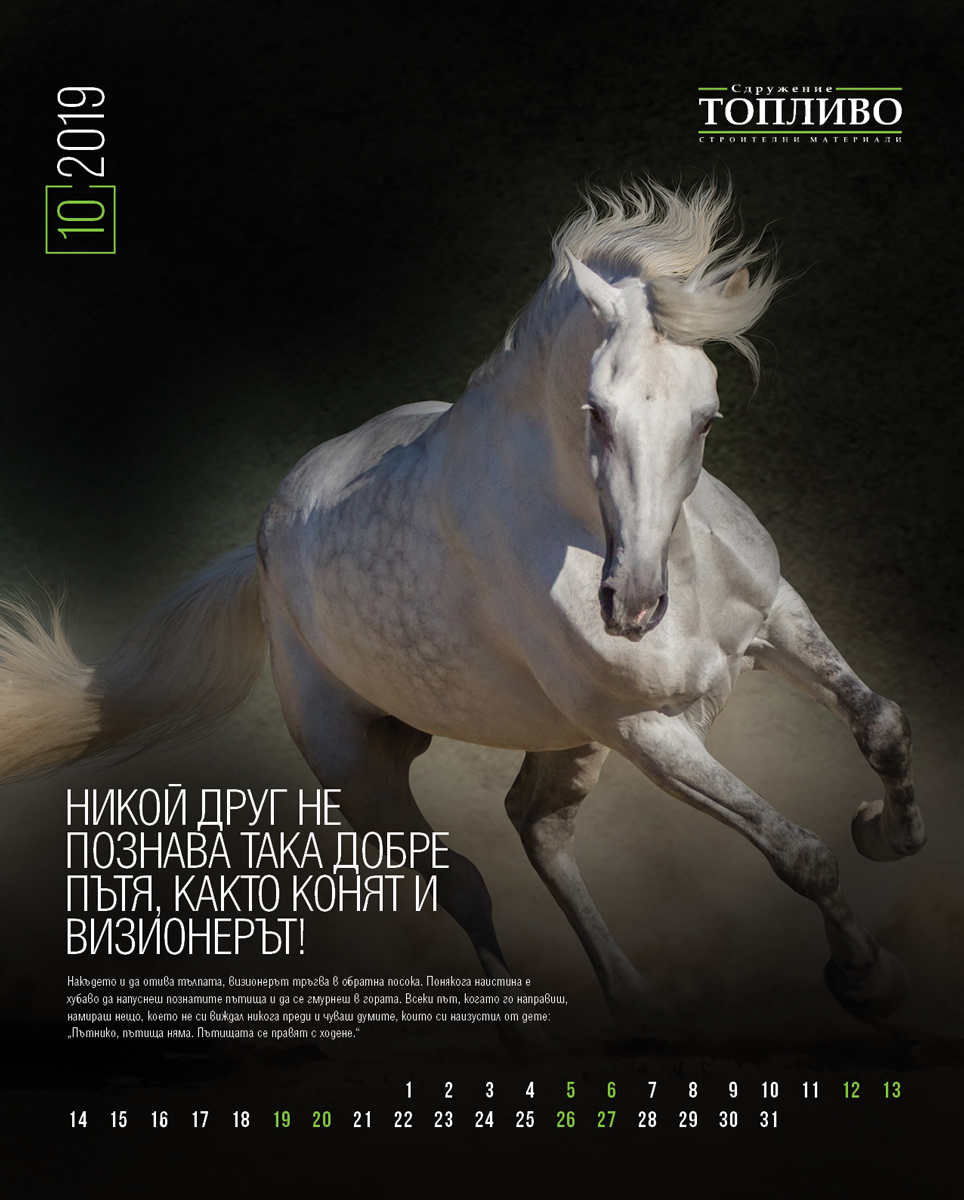 10 2019
Сдружение
ТОПЛИВО
СТРОИТЕЛНИ МАТЕРИАЛИ
НИКОЙ ДРУГ НЕ
ПОЗНАВА ТАКА ДОБРЕ
ПЪТЯ, КАКТО КОНЯТ И
ВИЗИОНЕРЪТ!
Накъдето и да отива тълпата, визионерът тръгва в обратна посока. Понякога наистина е
хубаво да напуснеш познатите пътища и да се гмурнеш в гората. Всеки път, когато го направиш,
намираш нещо, което не си виждал никога преди и чуваш думите, които си наизустил от дете:
„Пътнико, пътища няма. Пътищата се правят с ходене.“
1 2 3 4 5 6 7 8 9 10 11 12 13
14 15 16 17 18 19 20 21 22 23 24 25 26 27 28 29 30 31